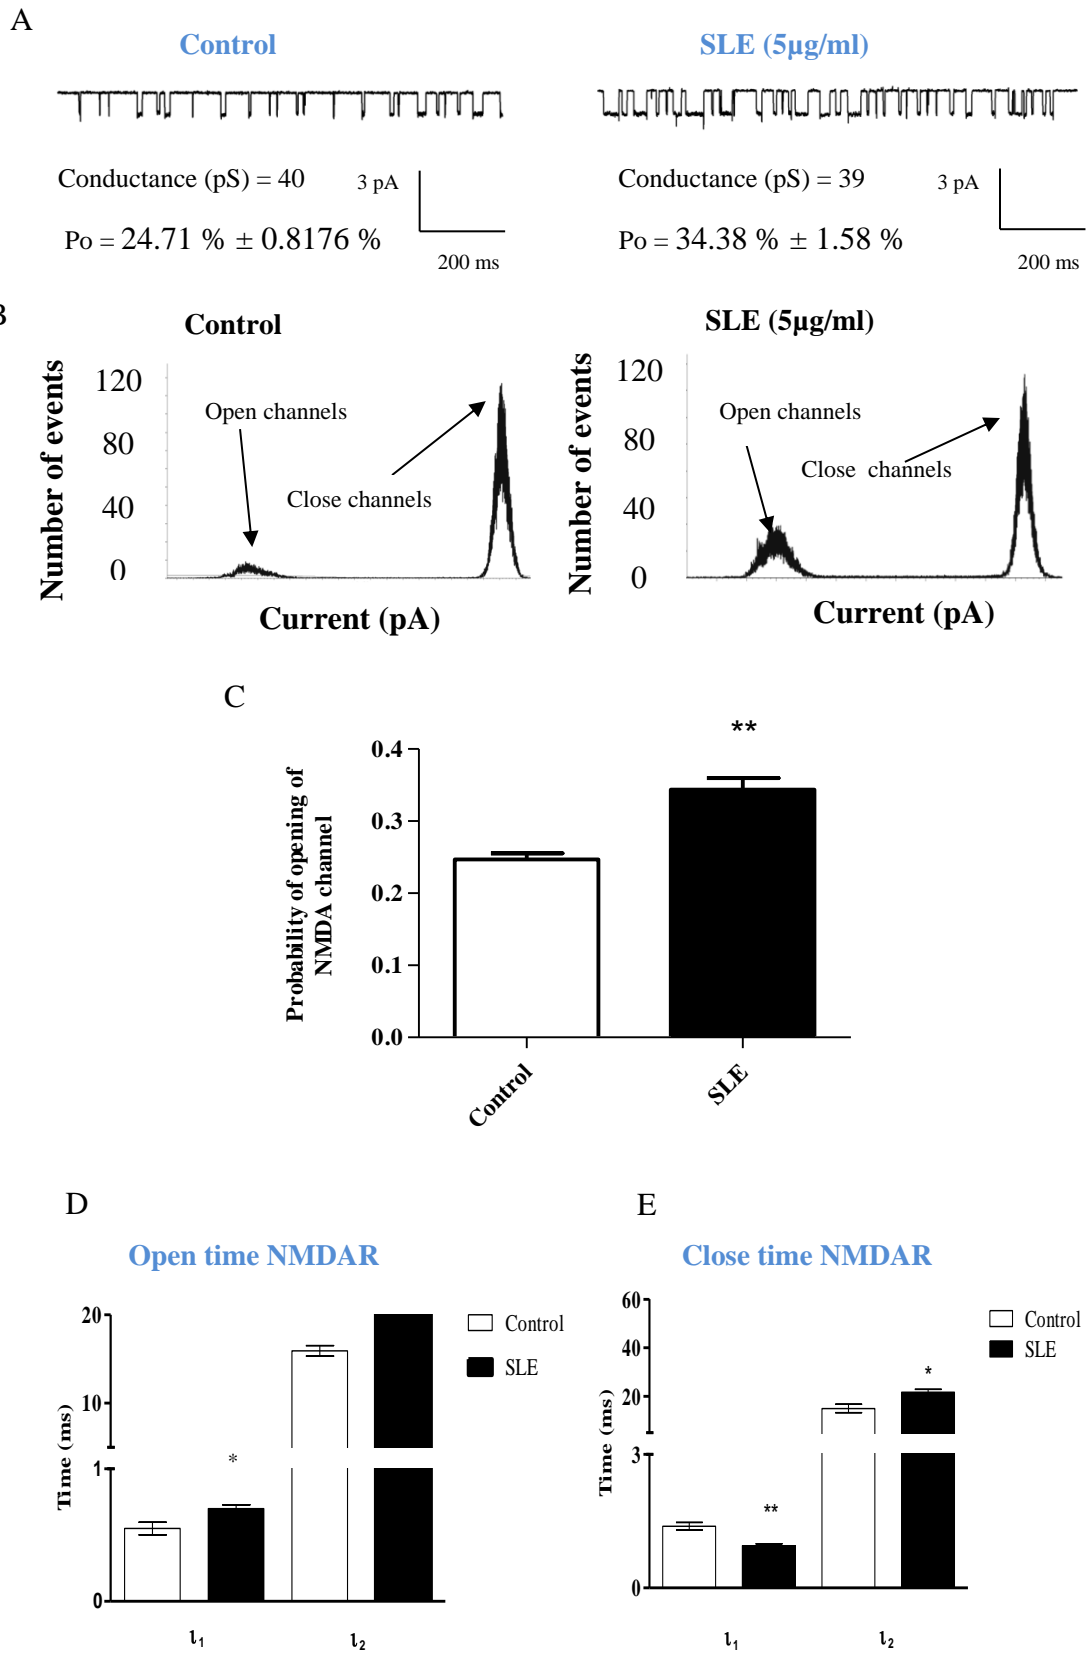 A
Control
SLE (5µg/ml)
Conductance (pS) = 40
3 pA
Po = 24.71 % ± 0.8176 %
200 ms
Conductance (pS) = 39
3 pA
Po = 34.38 % ± 1.58 %
200 ms
B
Control
SLE (5µg/ml)
Number of events
120
80
40
0
Open channels
Close channels
Current (pA)
Number of events
120
80
40
0
Open channels
Close channels
Current (pA)
C
**
Probability of opening of
NMDA channel
0.4
0.3
0.2
0.1
0.0
Control
SLE
D
Open time NMDAR
Time (ms)
20
10
1
0
*
Control
SLE
ι1
ι2
E
Close time NMDAR
Time (ms)
60
40
20
3
0
**
*
Control
SLE
ι1
ι2